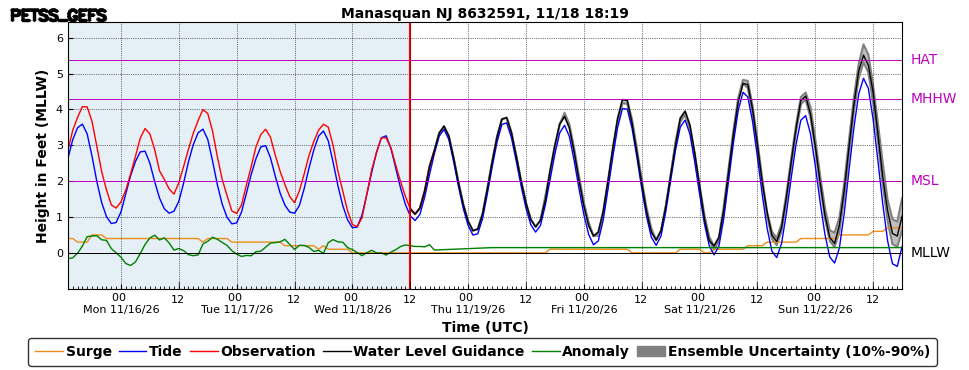 PETSS_GEFS
Manasquan NJ 8632591, 11/18 18:19
Height in Feet (MLLW)
6
5
4
3
2
1
0
HAT
MHHW
MSL
MLLW
00 12 00 12 00 12 00 12 00 12 00 12 00 12
Mon 11/16/26 Tue 11/17/26 Wed 11/18/26 Thu 11/19/26 Fri 11/20/26 Sat 11/21/26 Sun 11/22/26
Time (UTC)
Surge Tide Observation Water Level Guidance Anomaly Ensemble Uncertainty (10%-90%)